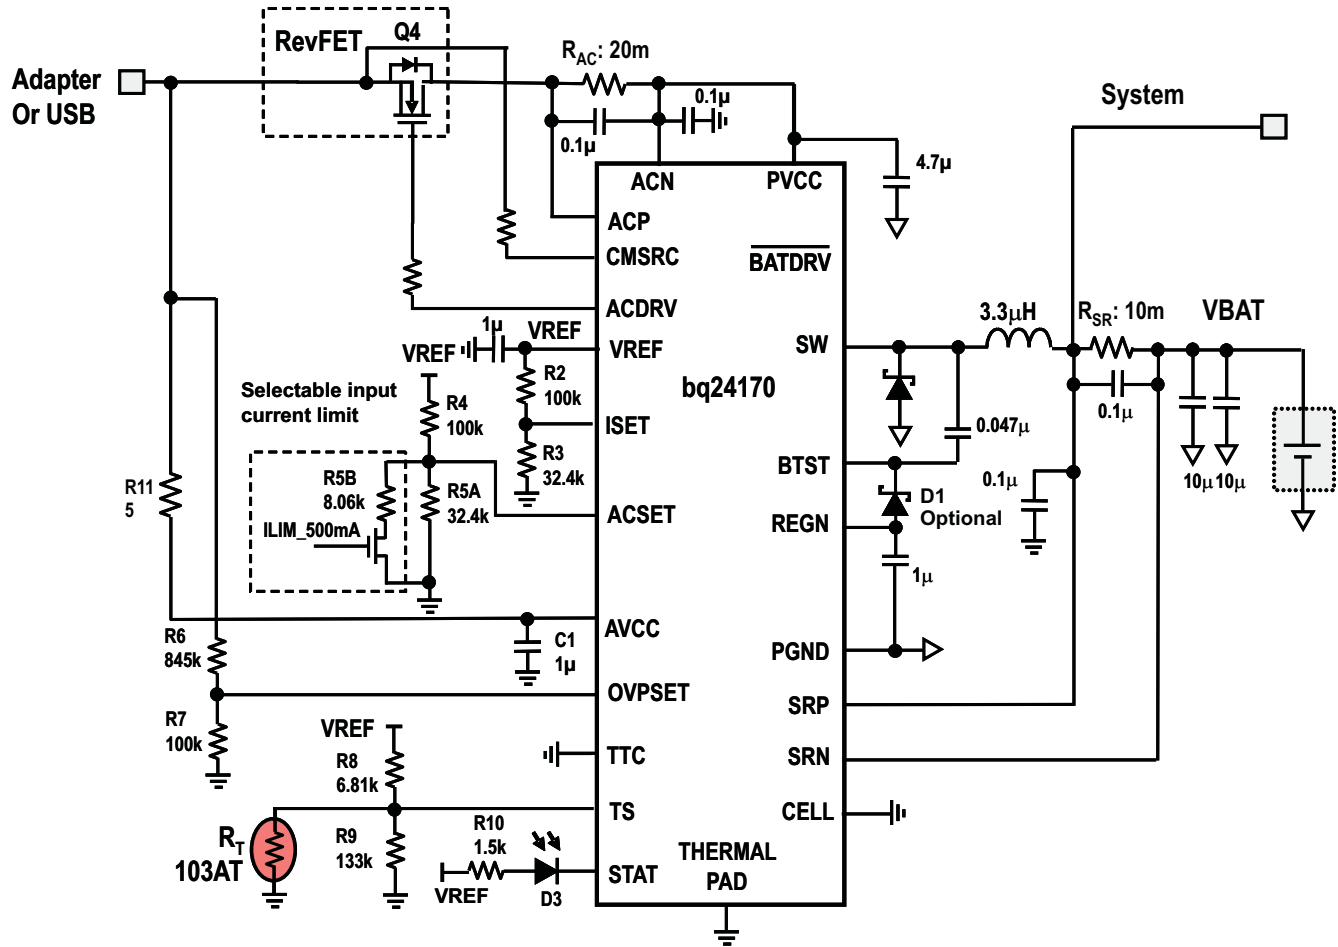 RevFET
Q4
R_AC: 20m
Adapter
Or USB
0.1µ
0.1µ
System
4.7µ
ACN
PVCC
ACP
CMSRC
BATDRV
ACDRV
1µ
VREF
VREF
VREF
3.3µH
R_SR: 10m
VBAT
SW
bq24170
Selectable input
current limit
R4
100k
R2
100k
ISET
R3
32.4k
0.1µ
0.047µ
BTST
R11
5
R5B
8.06k
R5A
32.4k
ILIM_500mA
ACSET
REGN
D1
Optional
0.1µ
10µ
10µ
1µ
R6
845k
AVCC
C1
1µ
PGND
OVPSET
SRP
R7
100k
VREF
R8
6.81k
TTC
SRN
TS
CELL
R_T
103AT
R9
133k
R10
1.5k
VREF
D3
STAT
THERMAL
PAD